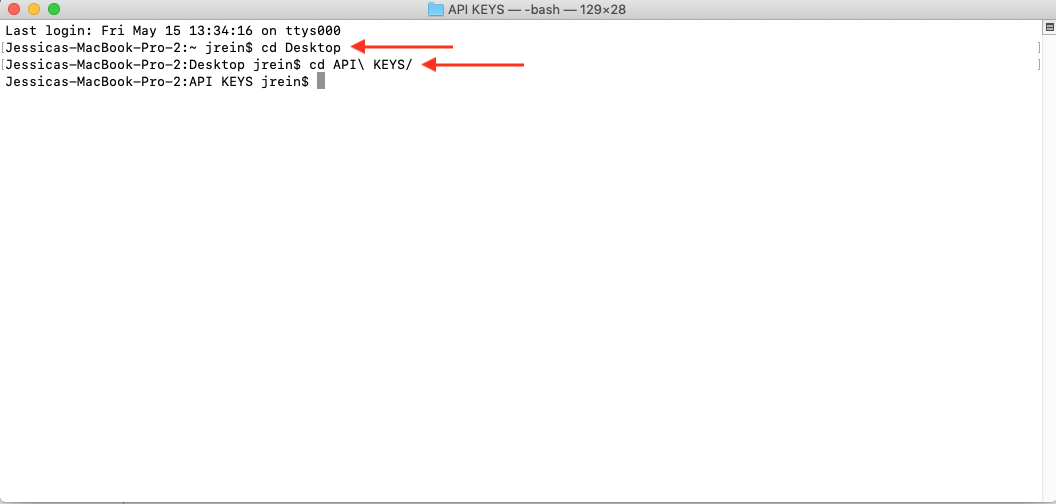 API KEYS — -bash — 129×28
Last login: Fri May 15 13:34:16 on ttys000
[Jessicas-MacBook-Pro-2:~ jrein$ cd Desktop ]
[Jessicas-MacBook-Pro-2:Desktop jrein$ cd API\ KEYS/ ]
Jessicas-MacBook-Pro-2:API KEYS jrein$